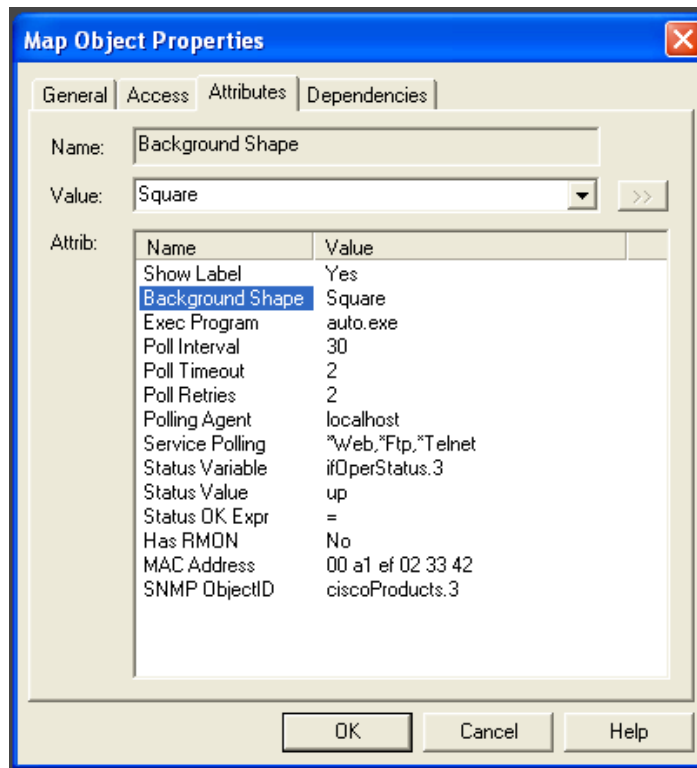 Map Object Properties
General Access Attributes Dependencies
Name: Background Shape
Value: Square >>
Attrib: Name Value
Show Label Yes
Background Shape Square
Exec Program auto.exe
Poll Interval 30
Poll Timeout 2
Poll Retries 2
Polling Agent localhost
Service Polling *Web,*Ftp,*Telnet
Status Variable ifOperStatus.3
Status Value up
Status OK Expr =
Has RMON No
MAC Address 00 a1 ef 02 33 42
SNMP ObjectID ciscoProducts.3
OK Cancel Help